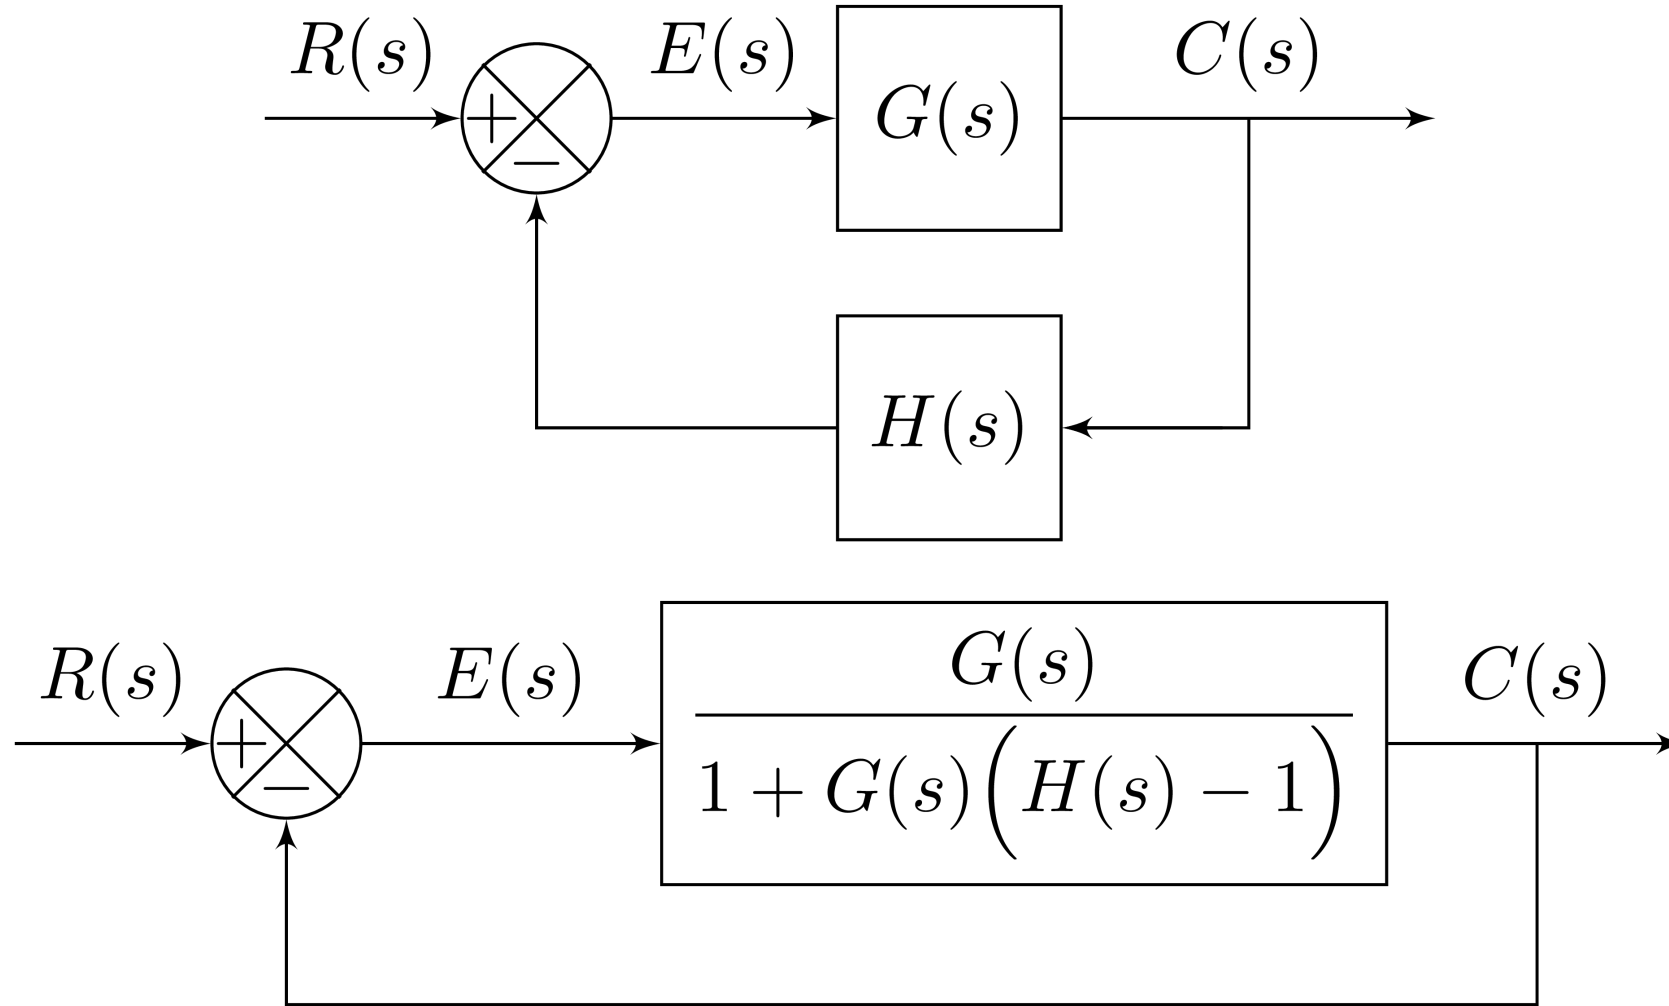 R(s) E(s) C(s)
+ G(s)
−
H(s)
R(s) E(s) G(s) C(s)
+
− 1 + G(s)(H(s) − 1)